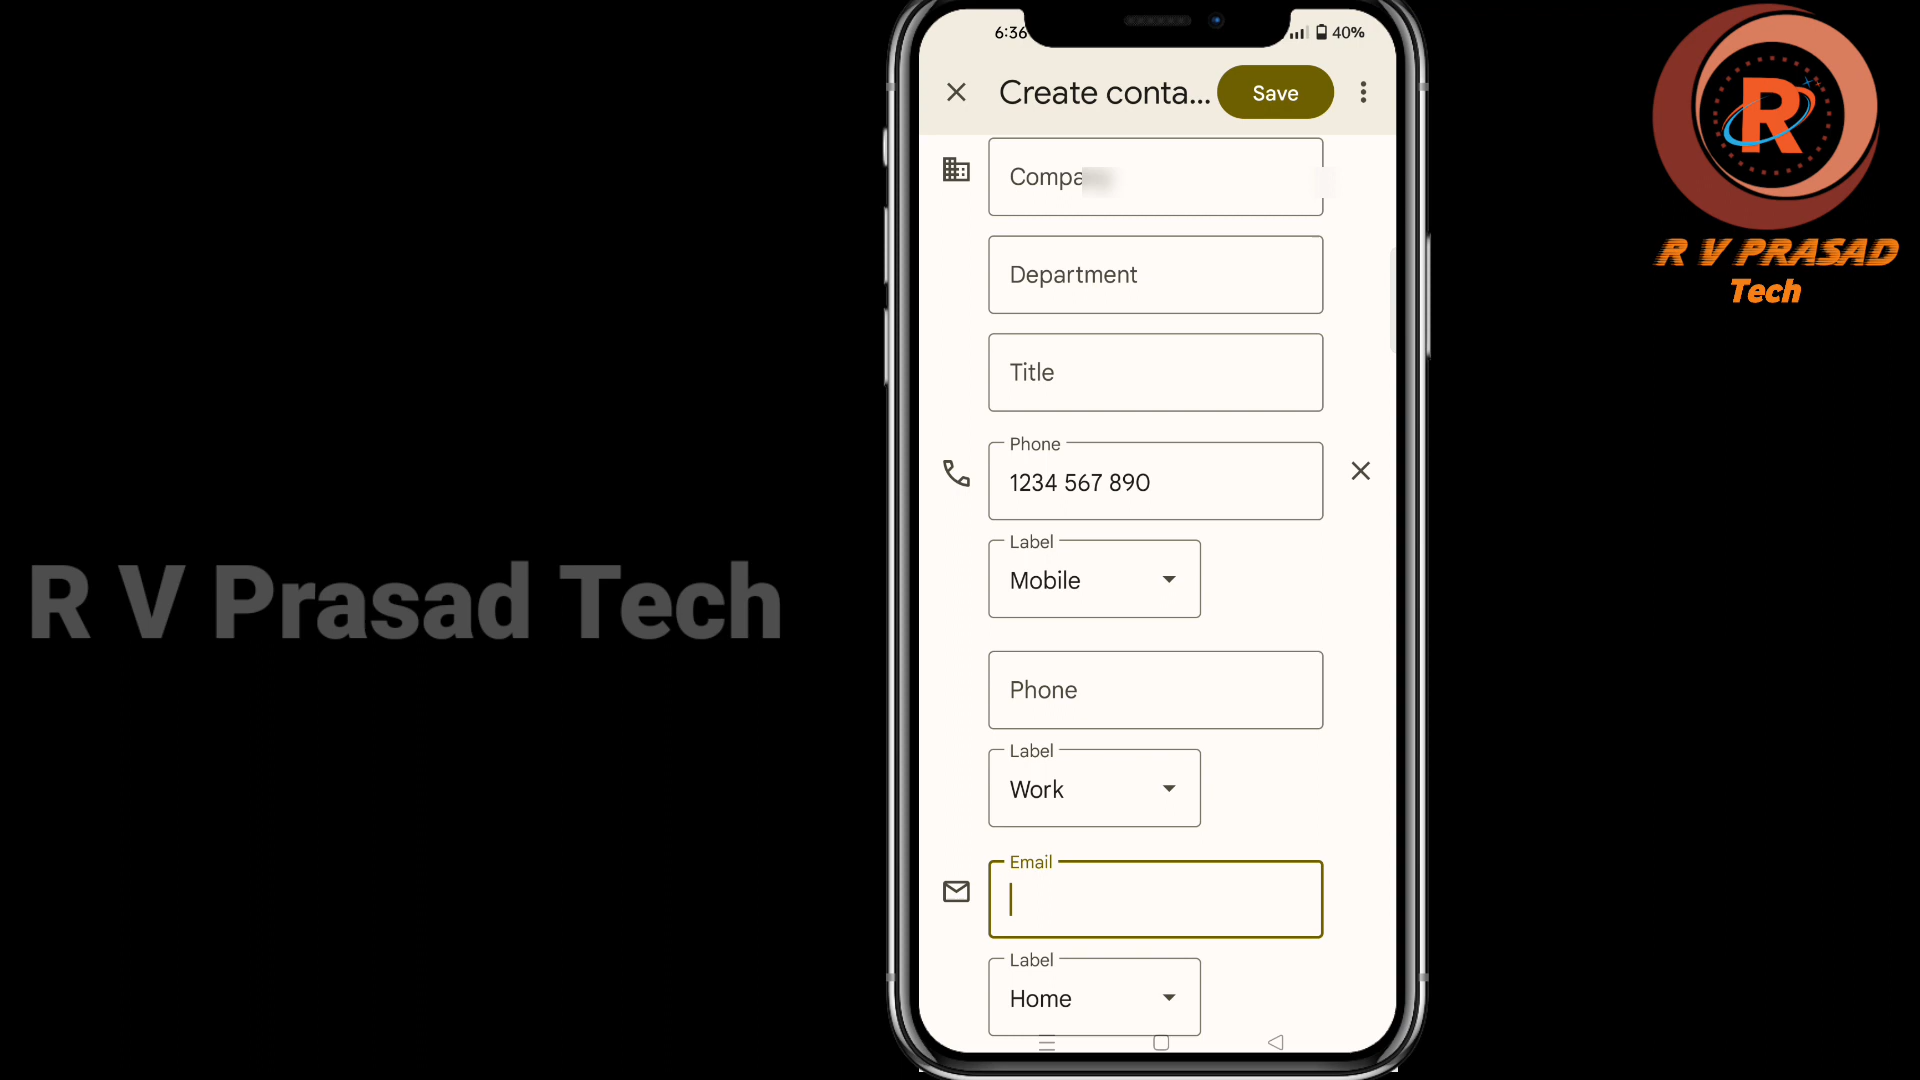 6:36
40%
Create conta...
Save
Department
Title
Phone
1234 567 890
Label
Mobile
Phone
Label
Work
Email
Label
Home
R V Prasad Tech
R
R V PRASAD
Tech